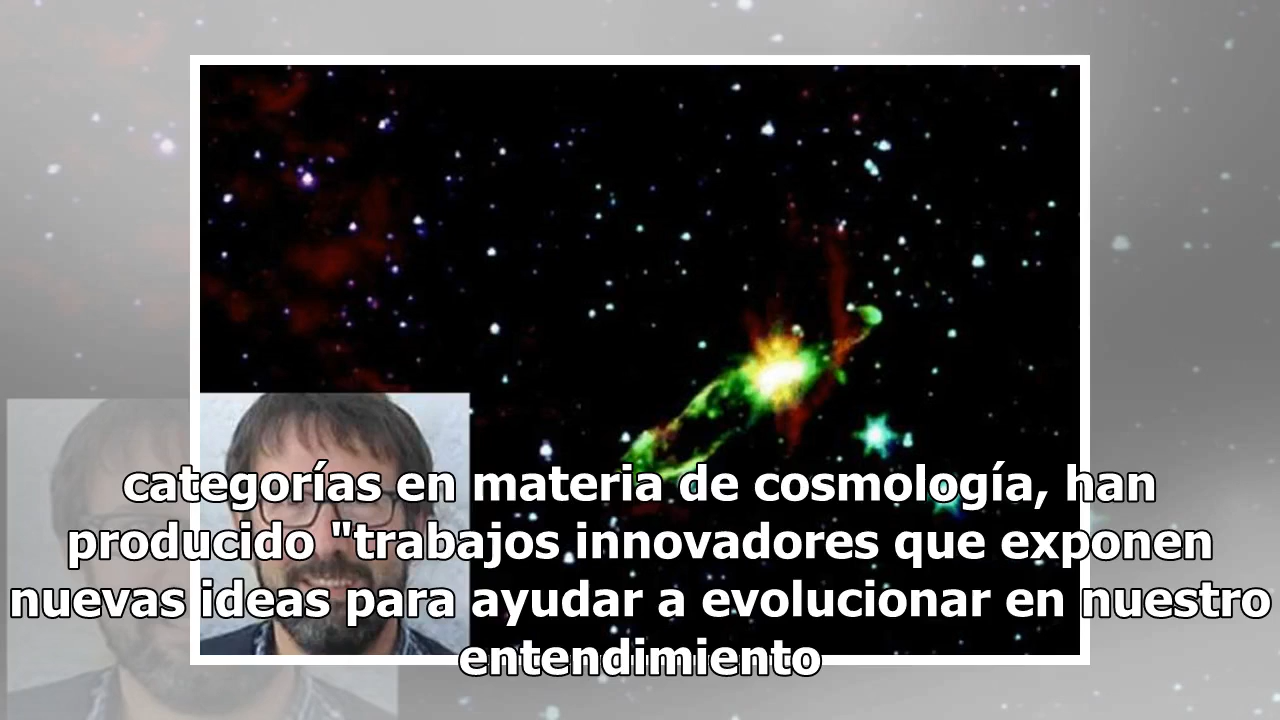 categorías en materia de cosmología, han
producido "trabajos innovadores que exponen
nuevas ideas para ayudar a evolucionar en nuestro
entendimiento